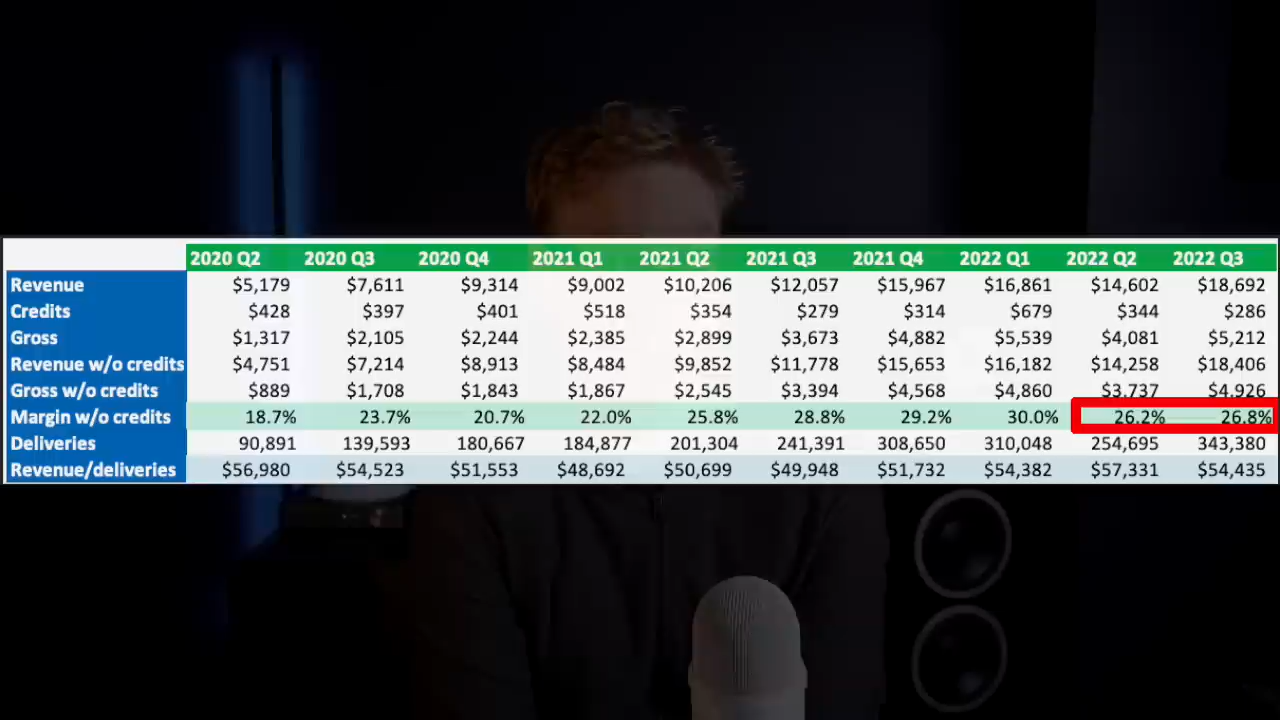 2020 Q2 2020 Q3 2020 Q4 2021 Q1 2021 Q2 2021 Q3 2021 Q4 2022 Q1 2022 Q2 2022 Q3
Revenue $5,179 $7,611 $9,314 $9,002 $10,206 $12,057 $15,967 $16,861 $14,602 $18,692
Credits $428 $397 $401 $518 $354 $279 $314 $679 $344 $286
Gross $1,317 $2,105 $2,244 $2,385 $2,899 $3,673 $4,882 $5,539 $4,081 $5,212
Revenue w/o credits $4,751 $7,214 $8,913 $8,484 $9,852 $11,778 $15,653 $16,182 $14,258 $18,406
Gross w/o credits $889 $1,708 $1,843 $1,867 $2,545 $3,394 $4,568 $4,860 $3,737 $4,926
Margin w/o credits 18.7% 23.7% 20.7% 22.0% 25.8% 28.8% 29.2% 30.0% 26.2% 26.8%
Deliveries 90,891 139,593 180,667 184,877 201,304 241,391 308,650 310,048 254,695 343,380
Revenue/deliveries $56,980 $54,523 $51,553 $48,692 $50,699 $49,948 $51,732 $54,382 $57,331 $54,435